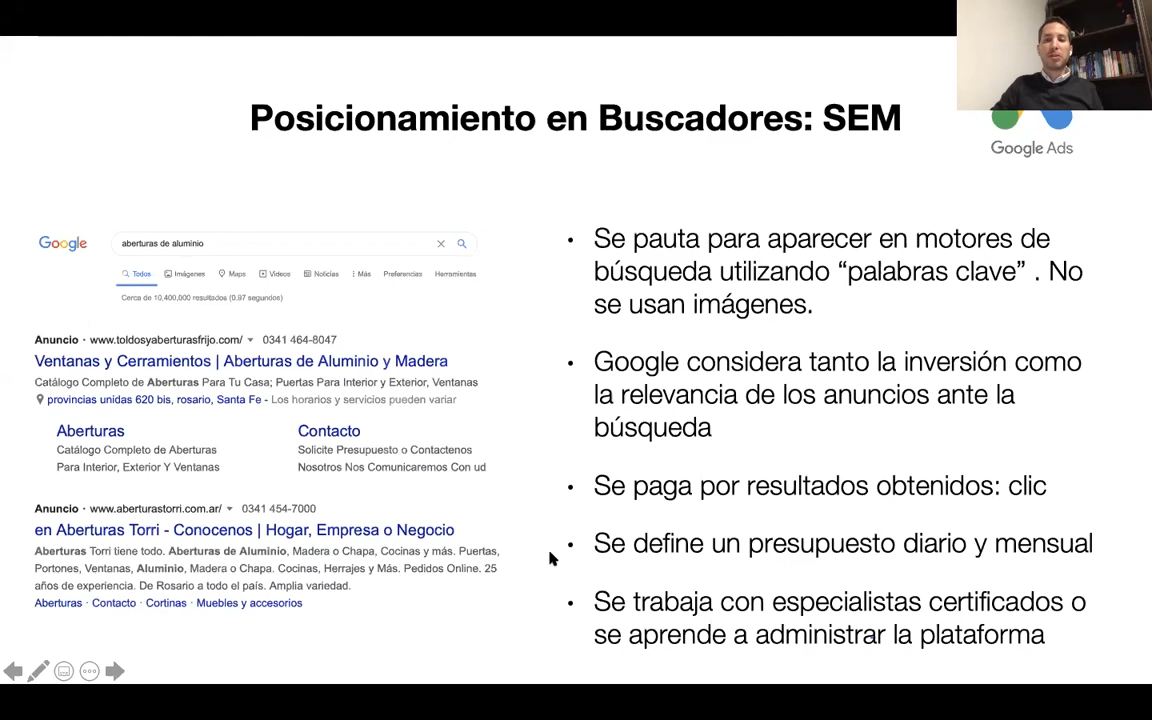 Posicionamiento en Buscadores: SEM
Google Ads
Google
aberturas de aluminio
Todos
Imágenes
Maps
Videos
Noticias
Más
Preferencias
Herramientas
Cerca de 10,400,000 resultados (0.97 segundos)
Anuncio · www.toldosyaberturasfrijo.com/ 0341 464-8047
Ventanas y Cerramientos | Aberturas de Aluminio y Madera
Catálogo Completo de Aberturas Para Tu Casa; Puertas Para Interior y Exterior, Ventanas
provincias unidas 620 bis, rosario, Santa Fe - Los horarios y servicios pueden variar
Aberturas
Catálogo Completo de Aberturas
Para Interior, Exterior Y Ventanas
Contacto
Solicite Presupuesto o Contactenos
Nosotros Nos Comunicaremos Con ud
Anuncio · www.aberturastorri.com.ar/ 0341 454-7000
en Aberturas Torri - Conocenos | Hogar, Empresa o Negocio
Aberturas Torri tiene todo. Aberturas de Aluminio, Madera o Chapa, Cocinas y más. Puertas,
Portones, Ventanas, Aluminio, Madera o Chapa. Cocinas, Herrajes y Más. Pedidos Online. 25
años de experiencia. De Rosario a todo el país. Amplia variedad.
Aberturas · Contacto · Cortinas · Muebles y accesorios
• Se pauta para aparecer en motores de
búsqueda utilizando “palabras clave” . No
se usan imágenes.
• Google considera tanto la inversión como
la relevancia de los anuncios ante la
búsqueda
• Se paga por resultados obtenidos: clic
• Se define un presupuesto diario y mensual
• Se trabaja con especialistas certificados o
se aprende a administrar la plataforma